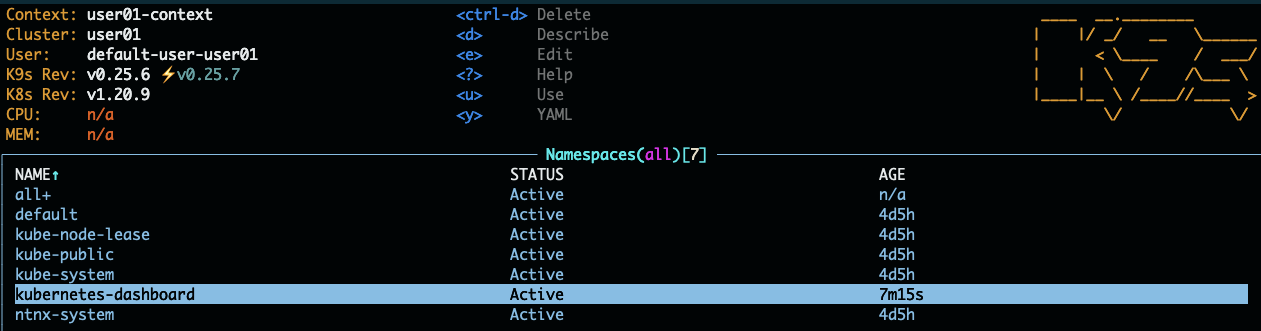 Context: user01-context <ctrl-d> Delete
Cluster: user01 <d> Describe
User: default-user-user01 <e> Edit
K9s Rev: v0.25.6 ⚡v0.25.7 <?> Help
K8s Rev: v1.20.9 <u> Use
CPU: n/a <y> YAML
MEM: n/a
Namespaces(all)[7]
NAME↑ STATUS AGE
all+ Active n/a
default Active 4d5h
kube-node-lease Active 4d5h
kube-public Active 4d5h
kube-system Active 4d5h
kubernetes-dashboard Active 7m15s
ntnx-system Active 4d5h